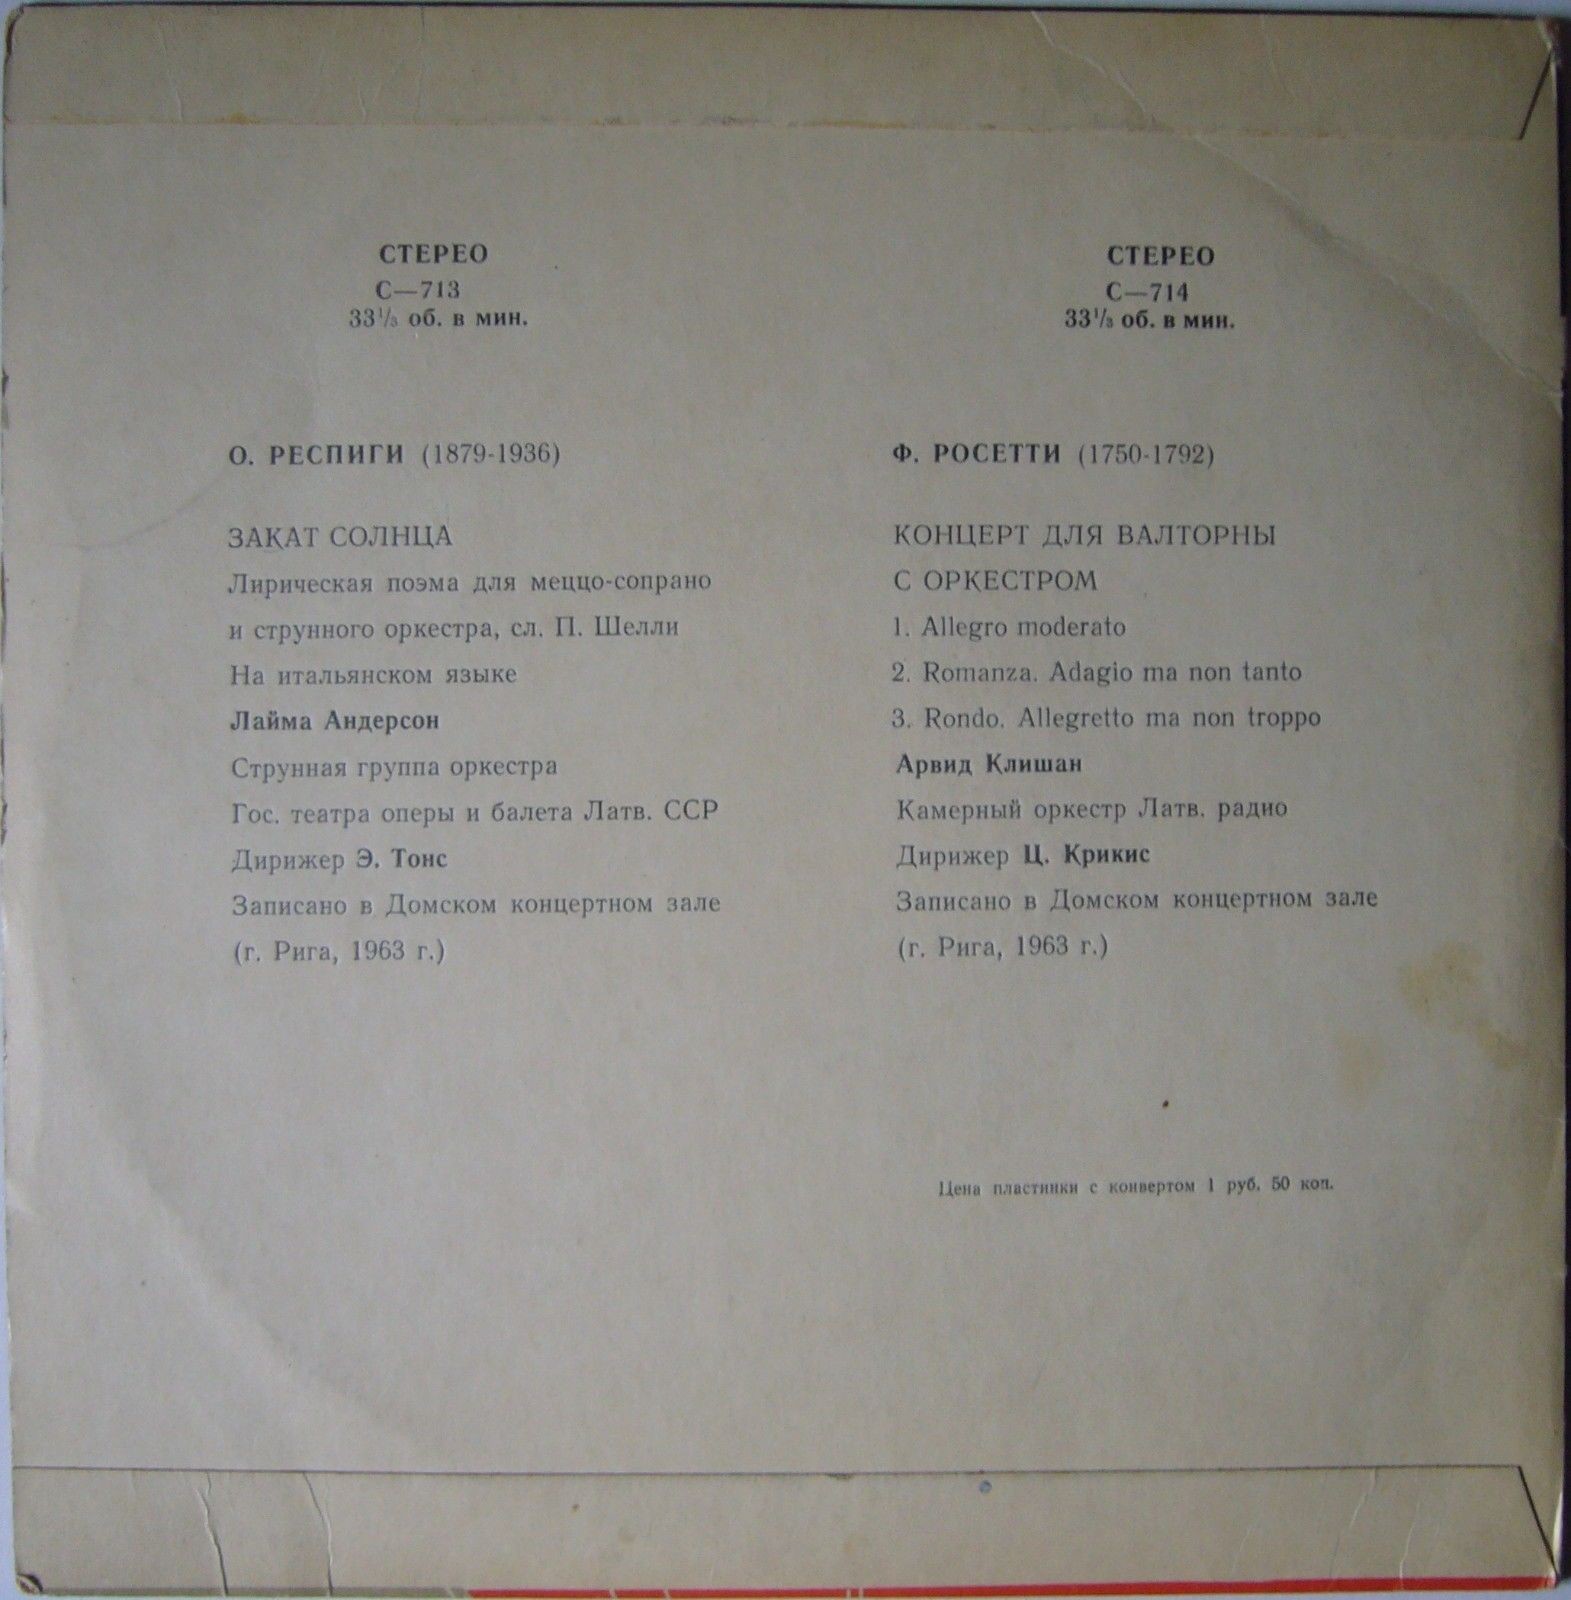 СТЕРЕО
С—713
33⅓ об. в мин.
О. РЕСПИГИ (1879-1936)
ЗАКАТ СОЛНЦА
Лирическая поэма для меццо-сопрано
и струнного оркестра, сл. П. Шелли
На итальянском языке
Лайма Андерсон
Струнная группа оркестра
Гос. театра оперы и балета Латв. ССР
Дирижер Э. Тонс
Записано в Домском концертном зале
(г. Рига, 1963 г.)
СТЕРЕО
С—714
33⅓ об. в мин.
Ф. РОСЕТТИ (1750-1792)
КОНЦЕРТ ДЛЯ ВАЛТОРНЫ
С ОРКЕСТРОМ
1. Allegro moderato
2. Romanza. Adagio ma non tanto
3. Rondo. Allegretto ma non troppo
Арвид Клишан
Камерный оркестр Латв. радио
Дирижер Ц. Крикис
Записано в Домском концертном зале
(г. Рига, 1963 г.)
Цена пластинки с конвертом 1 руб. 50 коп.